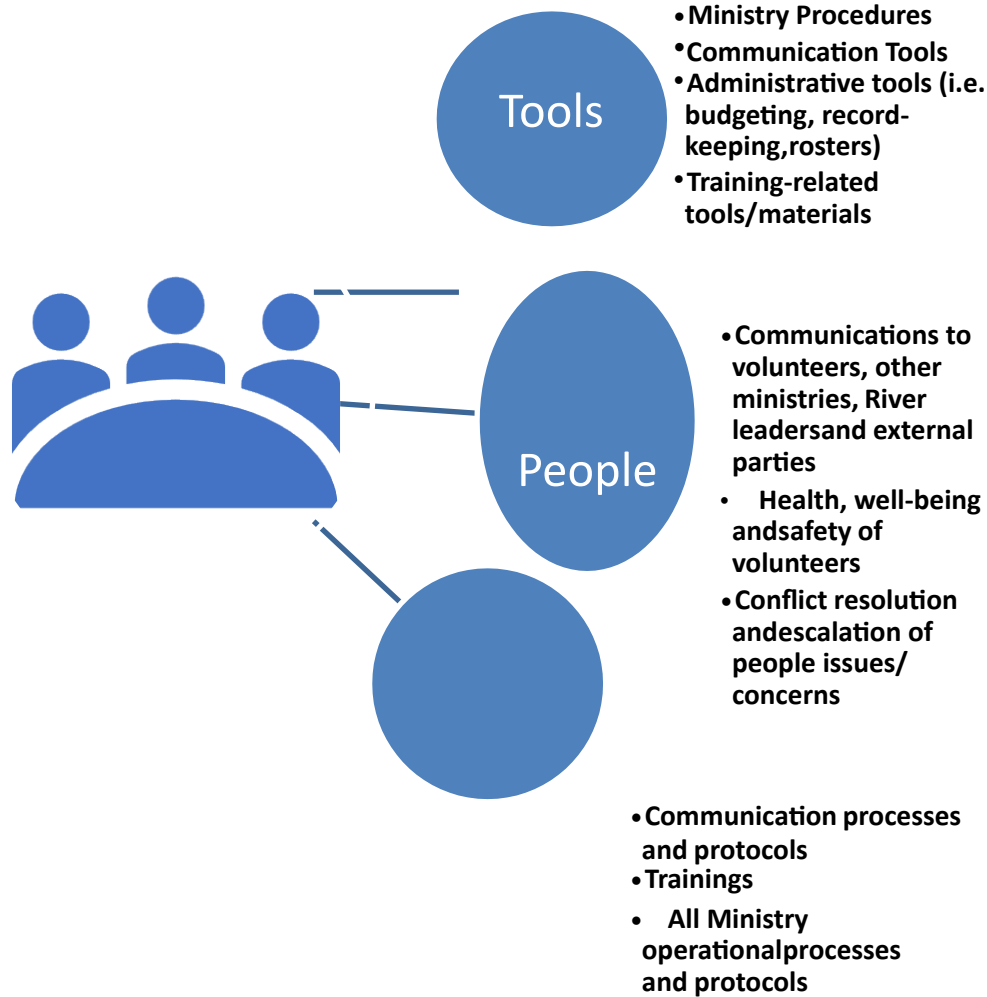 Tools
•Ministry Procedures
•Communication Tools
•Administrative tools (i.e.
budgeting, record-
keeping,rosters)
•Training-related
tools/materials
People
•Communications to
volunteers, other
ministries, River
leadersand external
parties
• Health, well-being
andsafety of
volunteers
•Conflict resolution
andescalation of
people issues/
concerns
•Communication processes
and protocols
•Trainings
• All Ministry
operationalprocesses
and protocols